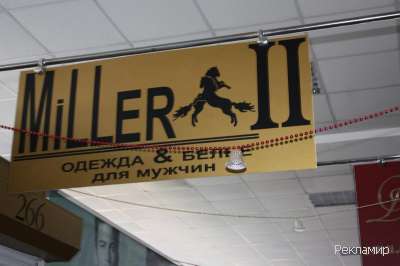 MiLLER II
ОДЕЖДА & БЕЛЬЕ
ДЛЯ МУЖЧИН
266
Рекламир